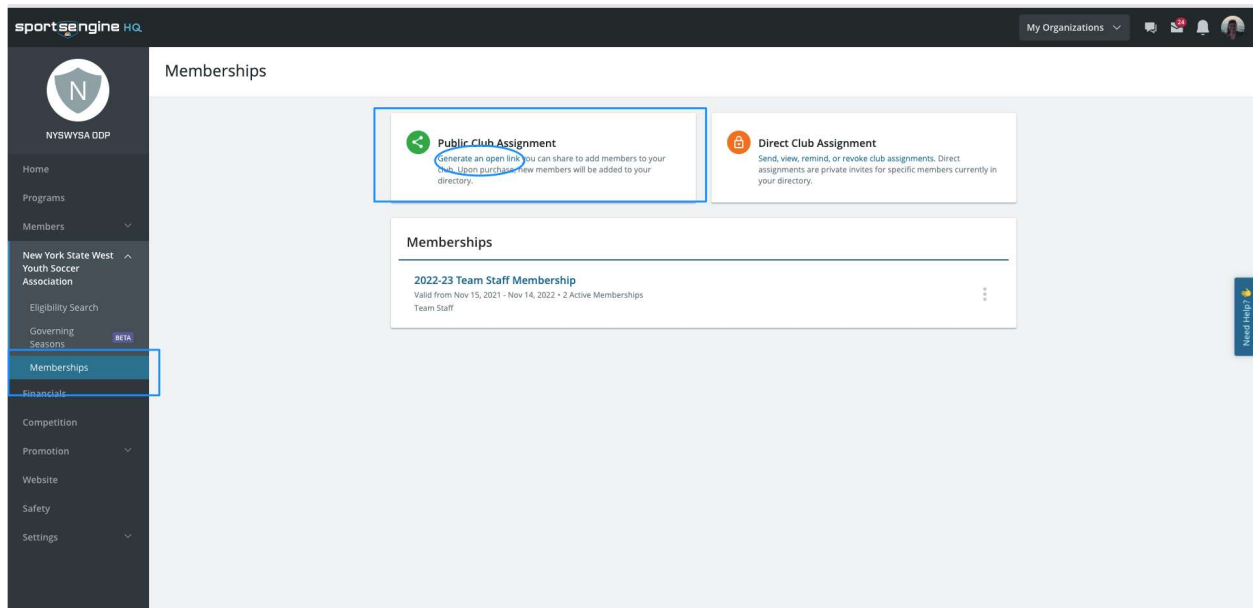 sportsengine HQ
My Organizations
24
N
NYSWYSA ODP
Home
Programs
Members
New York State West
Youth Soccer
Association
Eligibility Search
Governing
Seasons
BETA
Memberships
Financials
Competition
Promotion
Website
Safety
Settings
Memberships
Public Club Assignment
Generate an open link you can share to add members to your
club. Upon purchase, new members will be added to your
directory.
Direct Club Assignment
Send, view, remind, or revoke club assignments. Direct
assignments are private invites for specific members currently in
your directory.
Memberships
2022-23 Team Staff Membership
Valid from Nov 15, 2021 - Nov 14, 2022 • 2 Active Memberships
Team Staff
Need Help?